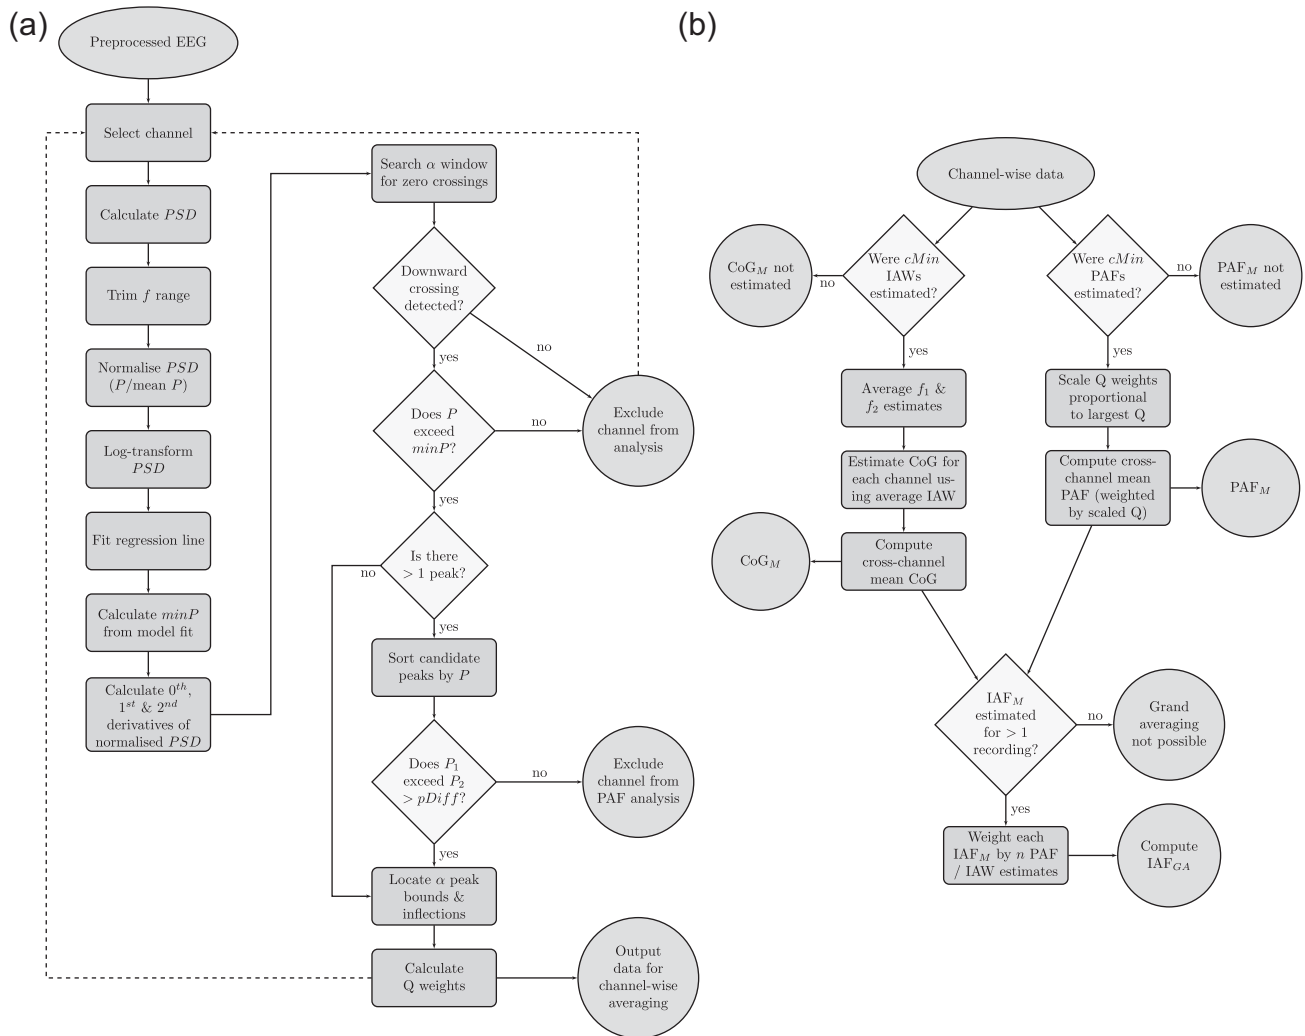 (a)
Preprocessed EEG
Select channel
Calculate PSD
Trim f range
Normalise PSD
(P/mean P)
Log-transform
PSD
Fit regression line
Calculate minP
from model fit
Calculate 0th,
1st & 2nd
derivatives of
normalised PSD
Search α window
for zero crossings
Downward
crossing
detected?
no
yes
Does P
exceed
minP?
no
Exclude
channel from
analysis
yes
Is there
> 1 peak?
no
yes
Sort candidate
peaks by P
Does P1
exceed P2
> pDiff?
no
Exclude
channel from
PAF analysis
yes
Locate α peak
bounds &
inflections
Calculate
Q weights
Output
data for
channel-wise
averaging
(b)
Channel-wise data
Were cMin
IAWs
estimated?
no
CoGM not
estimated
Were cMin
PAFs
estimated?
no
PAFM not
estimated
yes
yes
Average f1 &
f2 estimates
Scale Q weights
proportional
to largest Q
Estimate CoG for
each channel us-
ing average IAW
Compute cross-
channel mean
PAF (weighted
by scaled Q)
PAFM
Compute
cross-channel
mean CoG
CoGM
IAFM
estimated
for > 1
recording?
no
Grand
averaging
not possible
yes
Weight each
IAFM by n PAF
/ IAW estimates
Compute
IAFGA